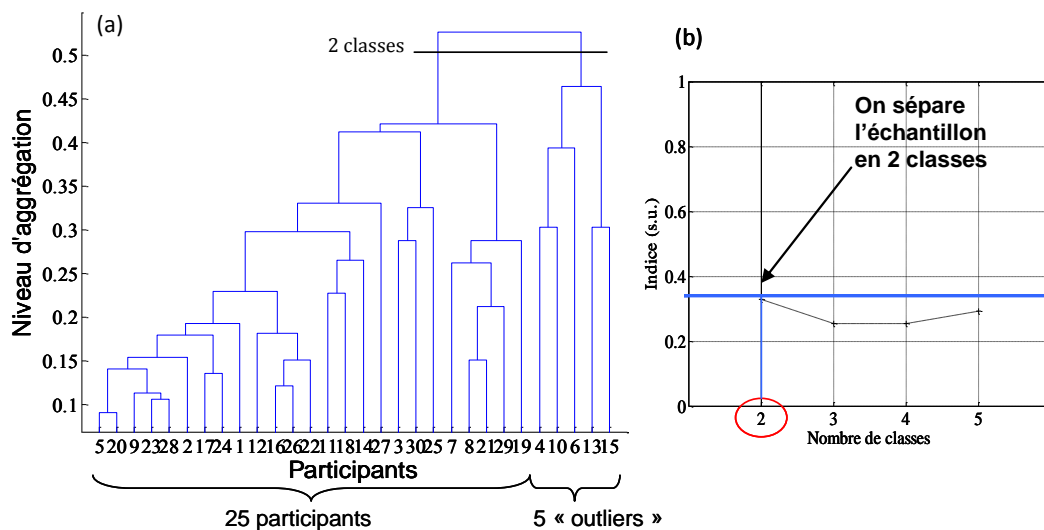 (a)
2 classes
0.5
0.45
0.4
0.35
0.3
0.25
0.2
0.15
0.1
Niveau d'aggrégation
5 20 9 23 28 2 17 24 1 12 16 26 22 11 18 14 27 3 30 25 7 8 21 29 19 4 10 6 13 15
Participants
25 participants
5 « outliers »
(b)
On sépare
l'échantillon
en 2 classes
1
0.8
0.6
0.4
0.2
0
Indice (s.u.)
2 3 4 5
Nombre de classes